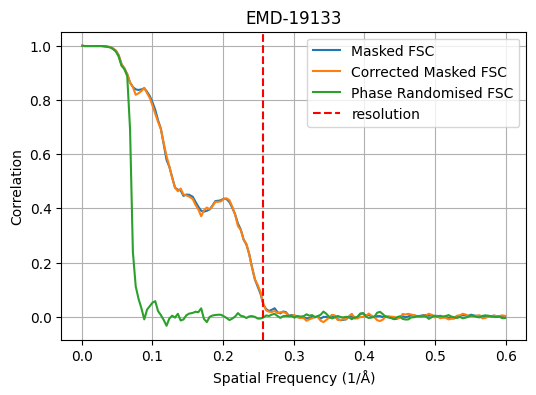 EMD-19133
Masked FSC
Corrected Masked FSC
Phase Randomised FSC
resolution
Correlation
1.0
0.8
0.6
0.4
0.2
0.0
0.0 0.1 0.2 0.3 0.4 0.5 0.6
Spatial Frequency (1/Å)